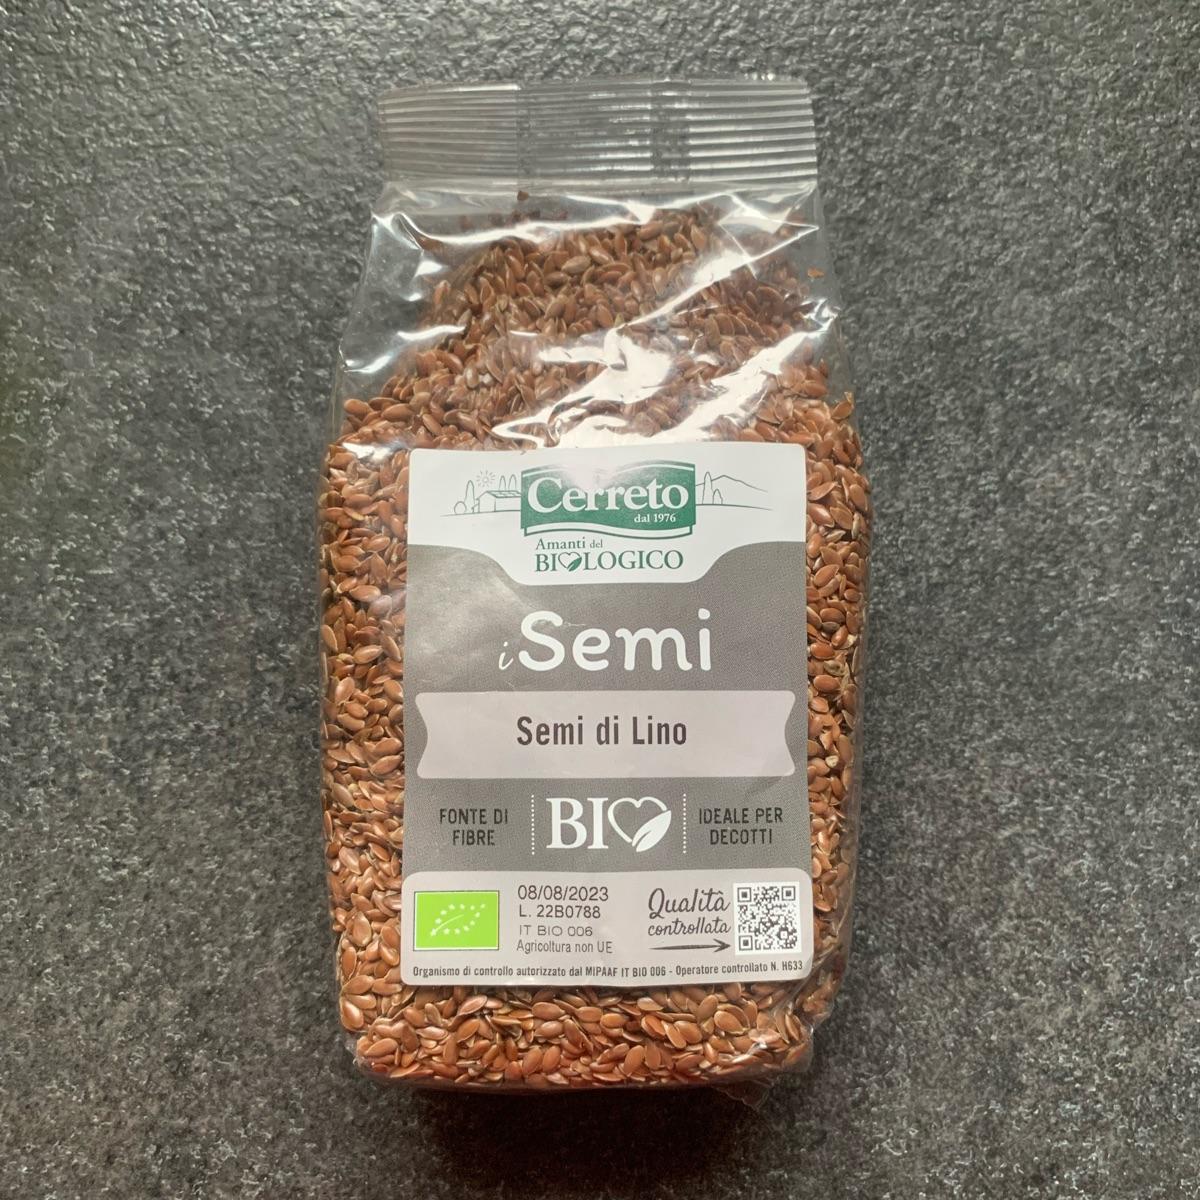 Cerreto
dal 1976
Amanti del
BIOLOGICO
i Semi
Semi di Lino
FONTE DI
FIBRE
BIO
IDEALE PER
DECOTTI
08/08/2023
L. 22B0788
IT BIO 006
Agricoltura non UE
Qualità
controllata
Organismo di controllo autorizzato dal MIPAAF IT BIO 006 - Operatore controllato N. H633